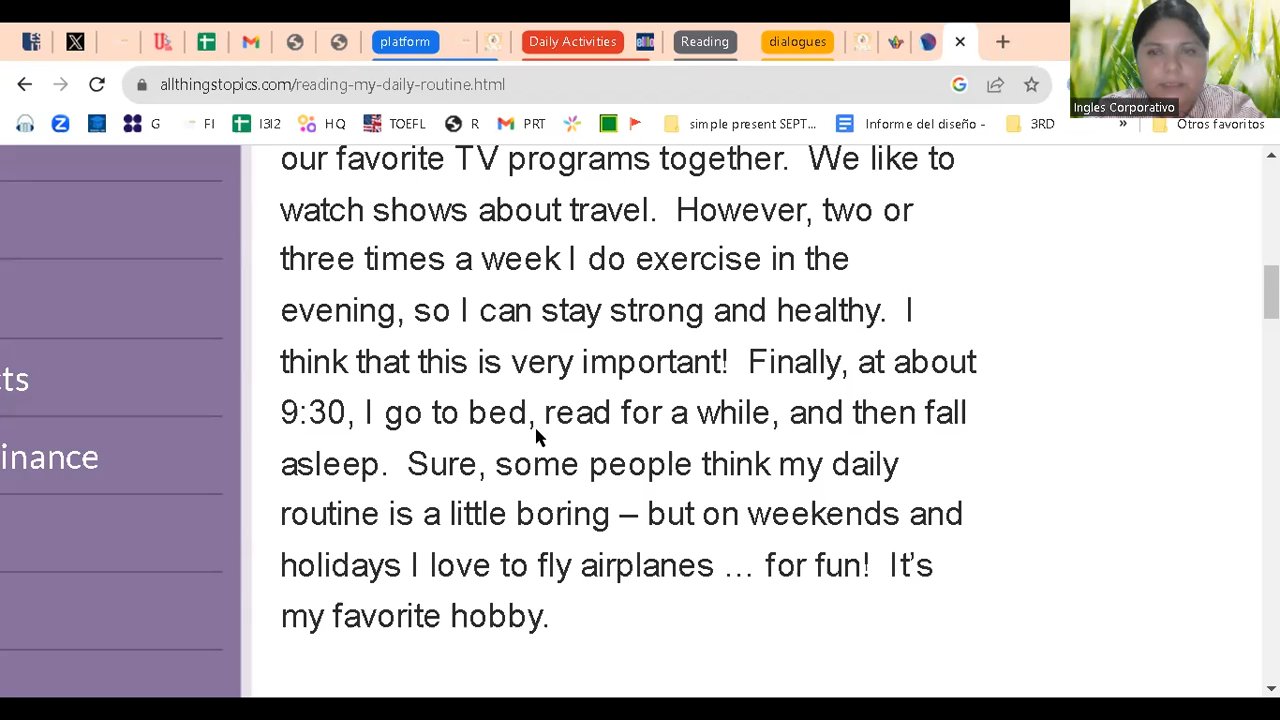 platform
Daily Activities
Reading
dialogues
allthingstopics.com/reading-my-daily-routine.html
G
FI
I3I2
HQ
TOEFL
R
PRT
simple present SEPT...
Informe del diseño -
3RD
»
Otros favoritos
Ingles Corporativo
cts
inance
our favorite TV programs together. We like to
watch shows about travel. However, two or
three times a week I do exercise in the
evening, so I can stay strong and healthy. I
think that this is very important! Finally, at about
9:30, I go to bed, read for a while, and then fall
asleep. Sure, some people think my daily
routine is a little boring – but on weekends and
holidays I love to fly airplanes … for fun! It’s
my favorite hobby.